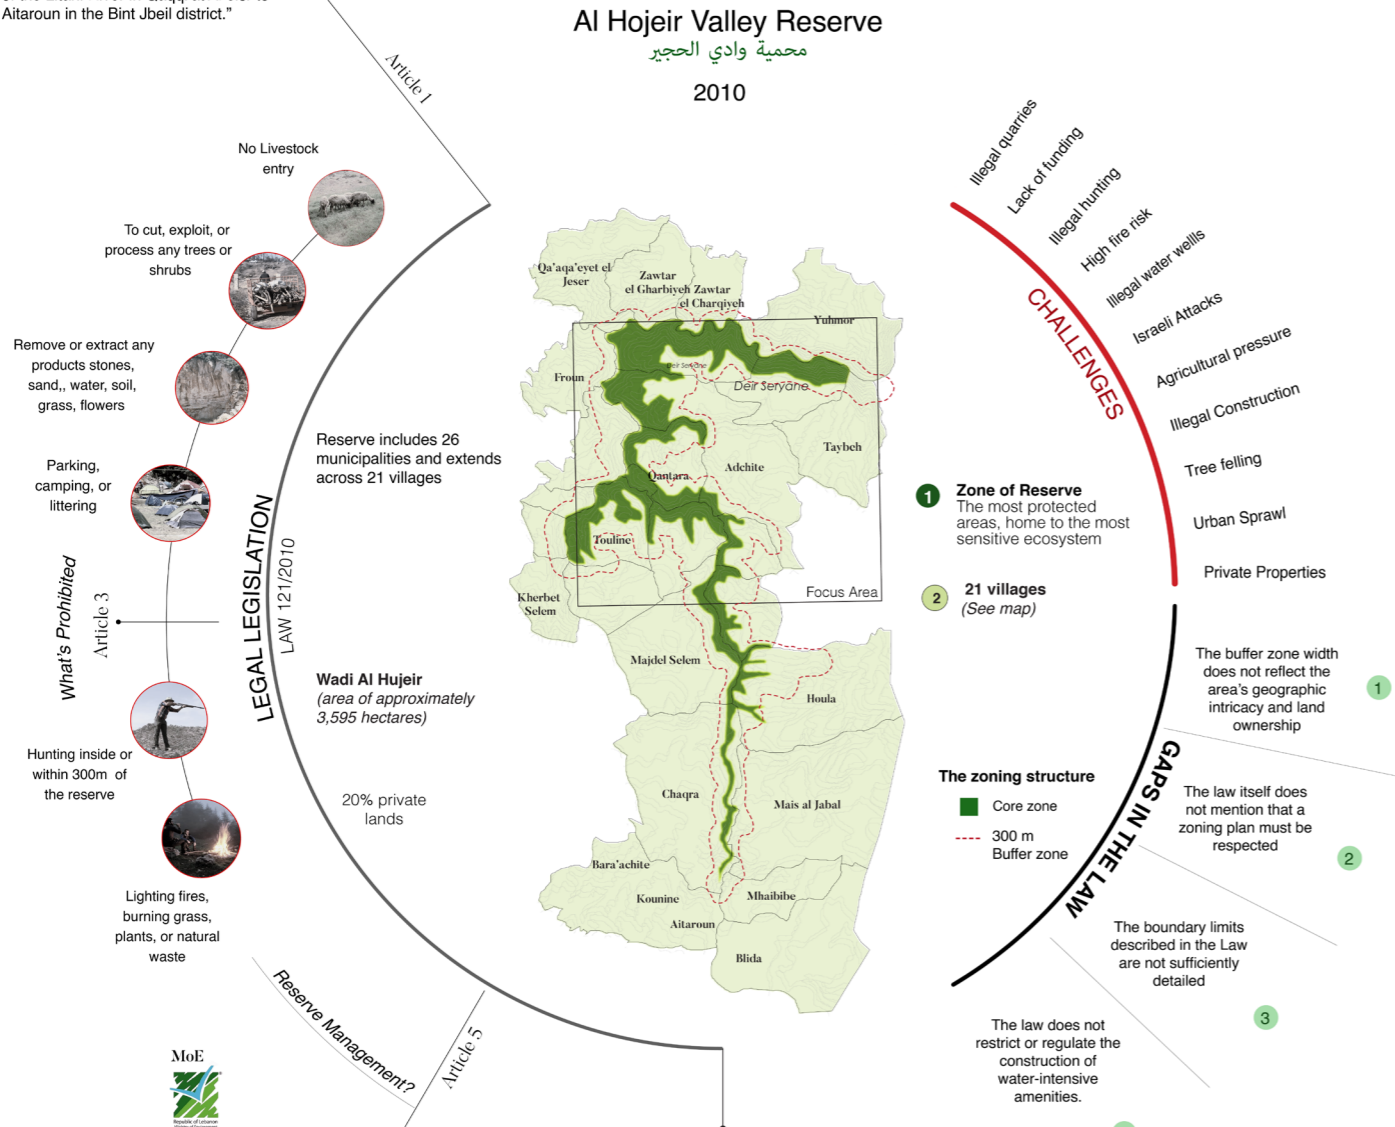 Aitaroun in the Bint Jbeil district.”
Al Hojeir Valley Reserve
محمية وادي الحجير
2010
Article 1
No Livestock
entry
To cut, exploit, or
process any trees or
shrubs
Remove or extract any
products stones,
sand,, water, soil,
grass, flowers
Parking,
camping, or
littering
What's Prohibited
Article 3
Hunting inside or
within 300m of
the reserve
Lighting fires,
burning grass,
plants, or natural
waste
Reserve Management?
Article 5
MoE
Republic of Lebanon
LEGAL LEGISLATION
LAW 121/2010
Reserve includes 26
municipalities and extends
across 21 villages
Wadi Al Hujeir
(area of approximately
3,595 hectares)
20% private
lands
Qa'aqa'eyet el
Jeser
Zawtar
el Gharbiyeh
Zawtar
el Charqiyeh
Yuhmor
Froun
Deir Seryane
Deir Seryane
Taybeh
Adchite
Qantara
Touline
Focus Area
Kherbet
Selem
Majdel Selem
Houla
Chaqra
Mais al Jabal
Bara'achite
Kounine
Mhaibibe
Aitaroun
Blida
1
Zone of Reserve
The most protected
areas, home to the most
sensitive ecosystem
2
21 villages
(See map)
The zoning structure
Core zone
300 m
Buffer zone
CHALLENGES
Illegal quarries
Lack of funding
Illegal hunting
High fire risk
Illegal water wells
Israeli Attacks
Agricultural pressure
Illegal Construction
Tree felling
Urban Sprawl
Private Properties
GAPS IN THE LAW
The buffer zone width
does not reflect the
area's geographic
intricacy and land
ownership
1
The law itself does
not mention that a
zoning plan must be
respected
2
The boundary limits
described in the Law
are not sufficiently
detailed
3
The law does not
restrict or regulate the
construction of
water-intensive
amenities.